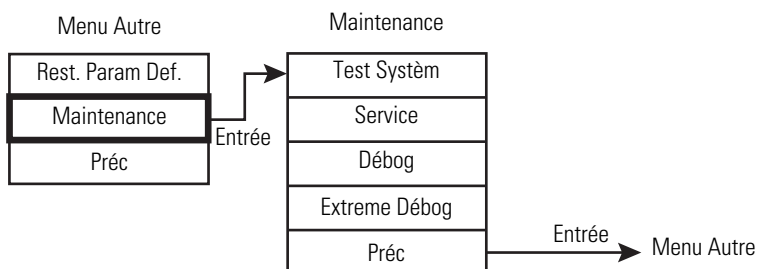 Menu Autre
Rest. Param Def.
Maintenance
Préc
Entrée
Maintenance
Test Systèm
Service
Débog
Extreme Débog
Préc
Entrée
Menu Autre